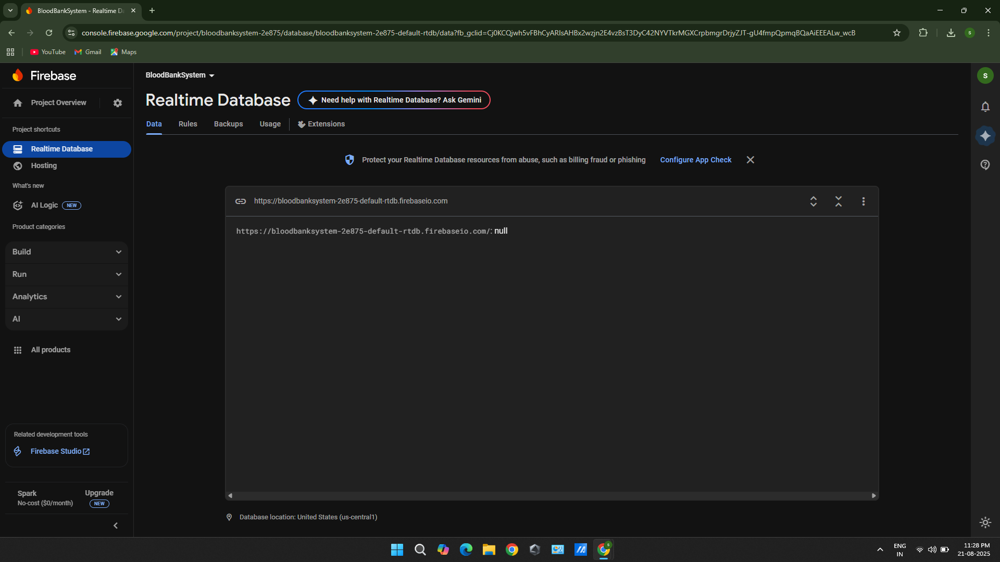 BloodBankSystem - Realtime Da
console.firebase.google.com/project/bloodbanksystem-2e875/database/bloodbanksystem-2e875-default-rtdb/data?fb_gclid=Cj0KCQjwh5vFBhCyARIsAHBx2wzjn2E4vzBsT3DyC42NYVTkrMGXCrpbmgrDrjyZJT-gU4fmpQpmqBQaAiEEEALw_wcB
S
YouTube
Gmail
Maps
Firebase
Project Overview
Project shortcuts
Realtime Database
Hosting
What's new
AI Logic NEW
Product categories
Build
Run
Analytics
AI
All products
Related development tools
Firebase Studio
Spark
No-cost ($0/month)
Upgrade
NEW
BloodBankSystem
Realtime Database
Need help with Realtime Database? Ask Gemini
Data
Rules
Backups
Usage
Extensions
Protect your Realtime Database resources from abuse, such as billing fraud or phishing
Configure App Check
https://bloodbanksystem-2e875-default-rtdb.firebaseio.com
https://bloodbanksystem-2e875-default-rtdb.firebaseio.com/: null
Database location: United States (us-central1)
S
S
ENG
IN
11:28 PM
21-08-2025